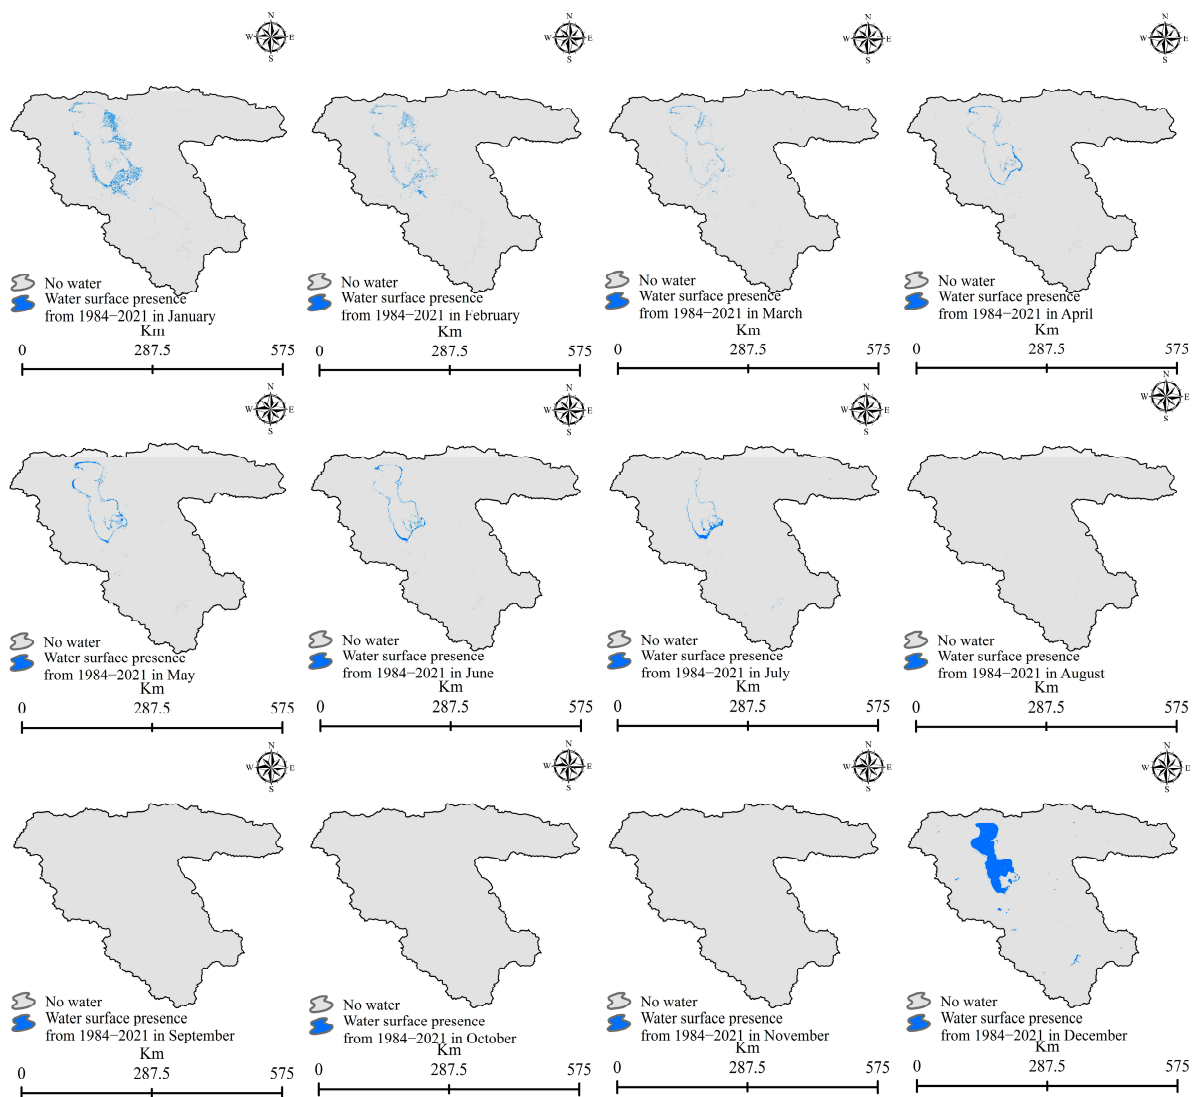 N
W E
S
N
W E
S
N
W E
S
N
W E
S
No water
Water surface presence
from 1984−2021 in January
Km
0 287.5 575
No water
Water surface presence
from 1984−2021 in February
Km
0 287.5 575
No water
Water surface presence
from 1984−2021 in March
Km
0 287.5 575
No water
Water surface presence
from 1984−2021 in April
Km
0 287.5 575
N
W E
S
N
W E
S
N
W E
S
N
W E
S
No water
Water surface presence
from 1984−2021 in May
Km
0 287.5 575
No water
Water surface presence
from 1984−2021 in June
Km
0 287.5 575
No water
Water surface presence
from 1984−2021 in July
Km
0 287.5 575
No water
Water surface presence
from 1984−2021 in August
Km
0 287.5 575
N
W E
S
N
W E
S
N
W E
S
N
W E
S
No water
Water surface presence
from 1984−2021 in September
Km
0 287.5 575
No water
Water surface presence
from 1984−2021 in October
Km
0 287.5 575
No water
Water surface presence
from 1984−2021 in November
Km
0 287.5 575
No water
Water surface presence
from 1984−2021 in December
Km
0 287.5 575